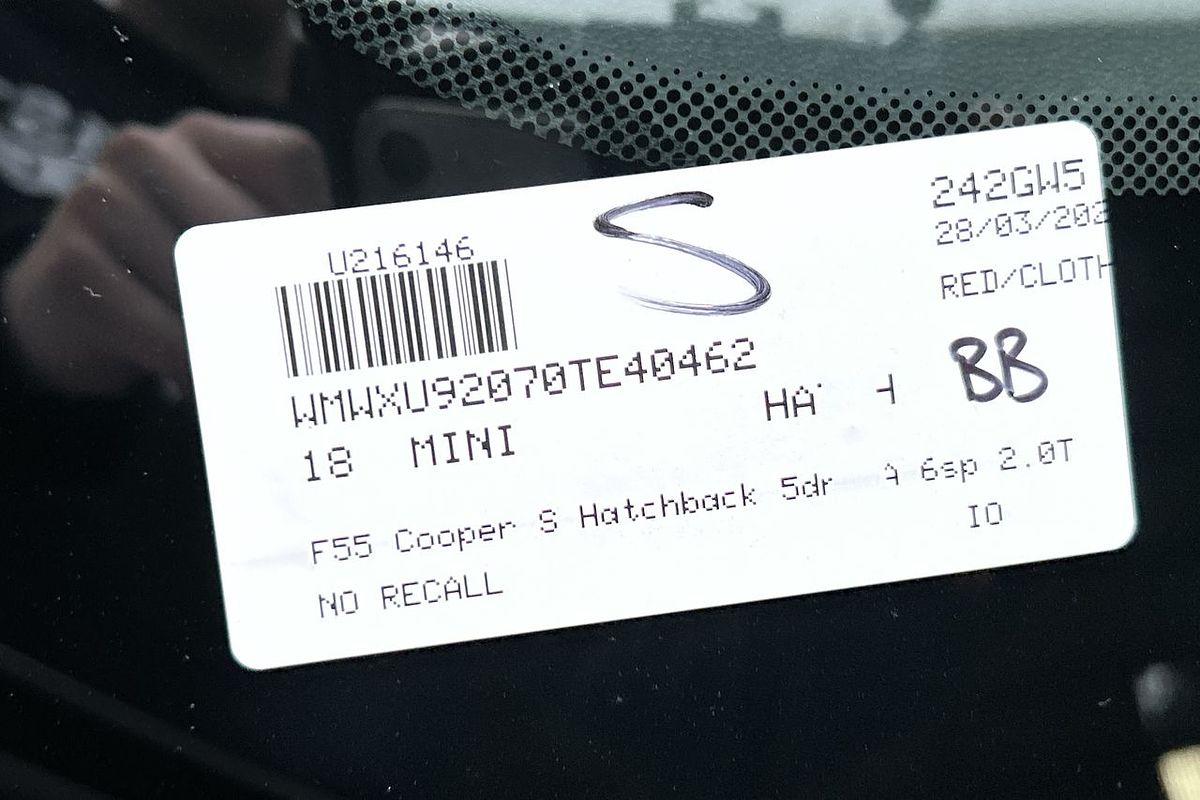 U216146
S
242GW5
28/03/202
RED/CLOTH
WMWXU92070TE40462
BB
18 MINI
F55 Cooper S Hatchback 5dr A 6sp 2.0T
IO
NO RECALL